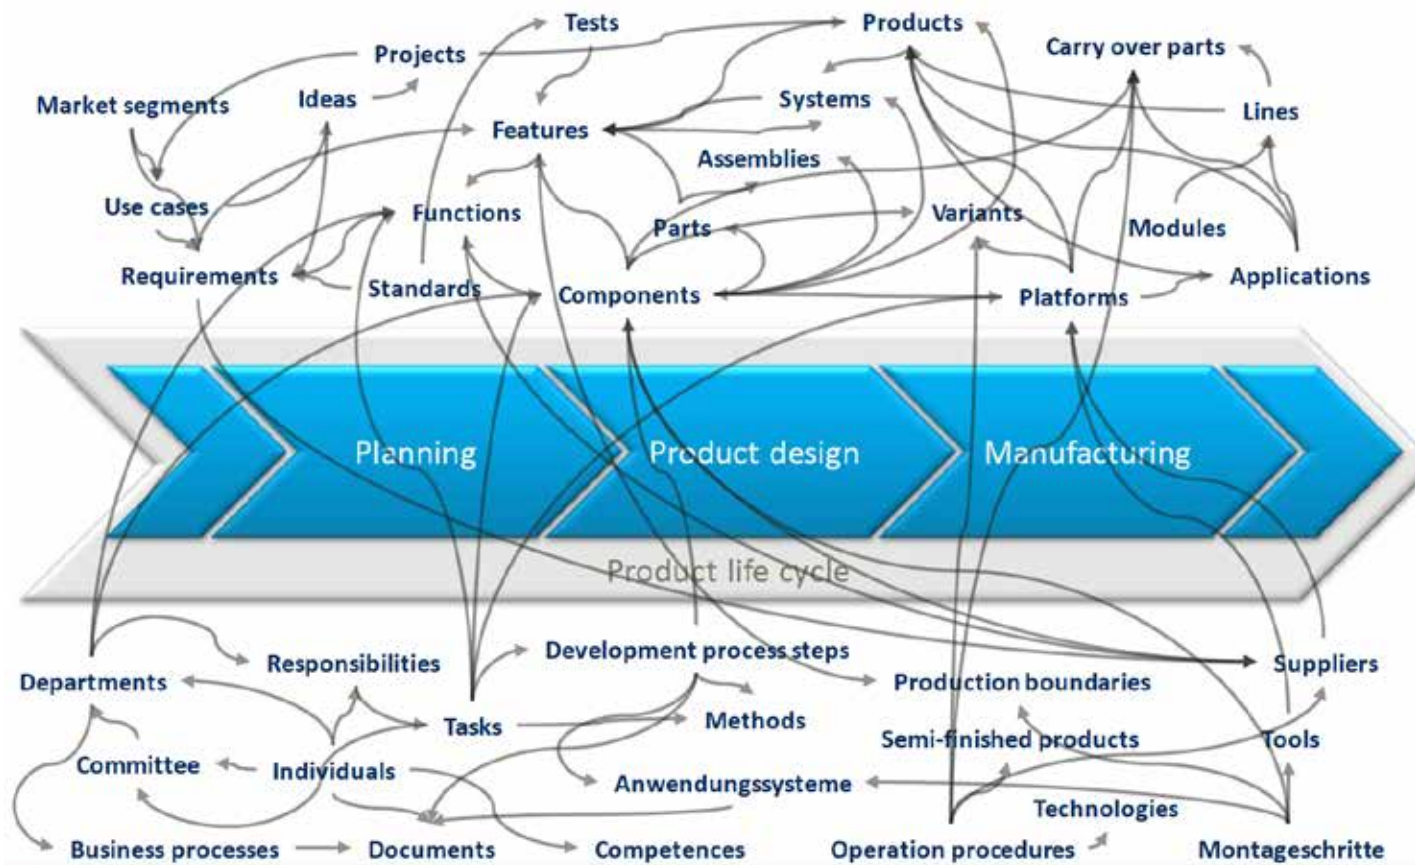 Tests
Products
Projects
Carry over parts
Market segments
Ideas
Systems
Lines
Features
Assemblies
Use cases
Functions
Parts
Variants
Modules
Requirements
Standards
Components
Platforms
Applications
Planning
Product design
Manufacturing
Product life cycle
Responsibilities
Development process steps
Suppliers
Departments
Production boundaries
Tasks
Methods
Semi-finished products
Tools
Committee
Individuals
Anwendungssysteme
Technologies
Business processes
Documents
Competences
Operation procedures
Montageschritte